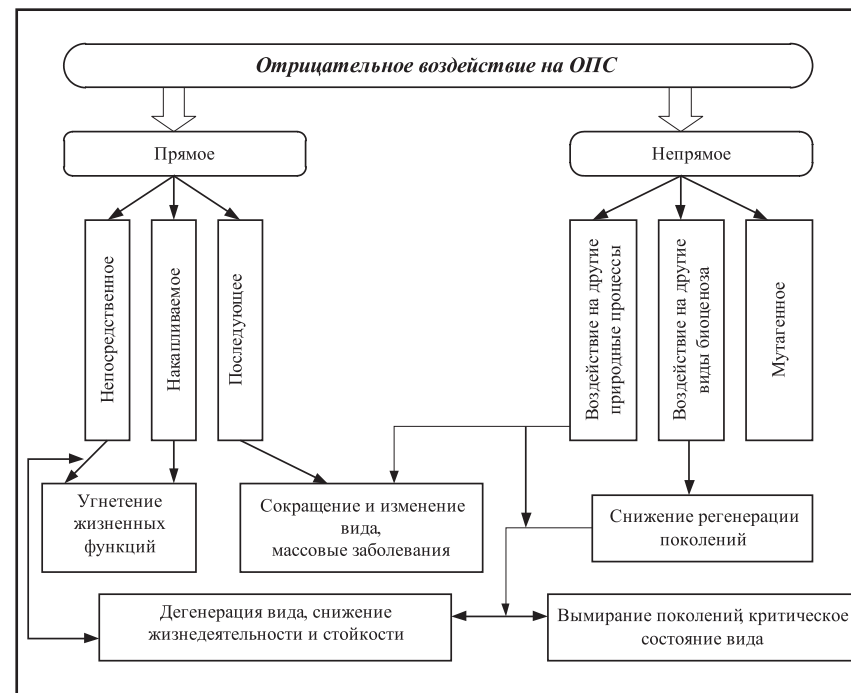 Отрицательное воздействие на ОПС
Прямое
Непрямое
Непосредственное
Накапливаемое
Последующее
Воздействие на другие
природные процессы
Воздействие на другие
виды биоценоза
Мутагенное
Угнетение
жизненных
функций
Сокращение и изменение
вида,
массовые заболевания
Снижение регенерации
поколений
Дегенерация вида, снижение
жизнедеятельности и стойкости
Вымирание поколений, критическое
состояние вида